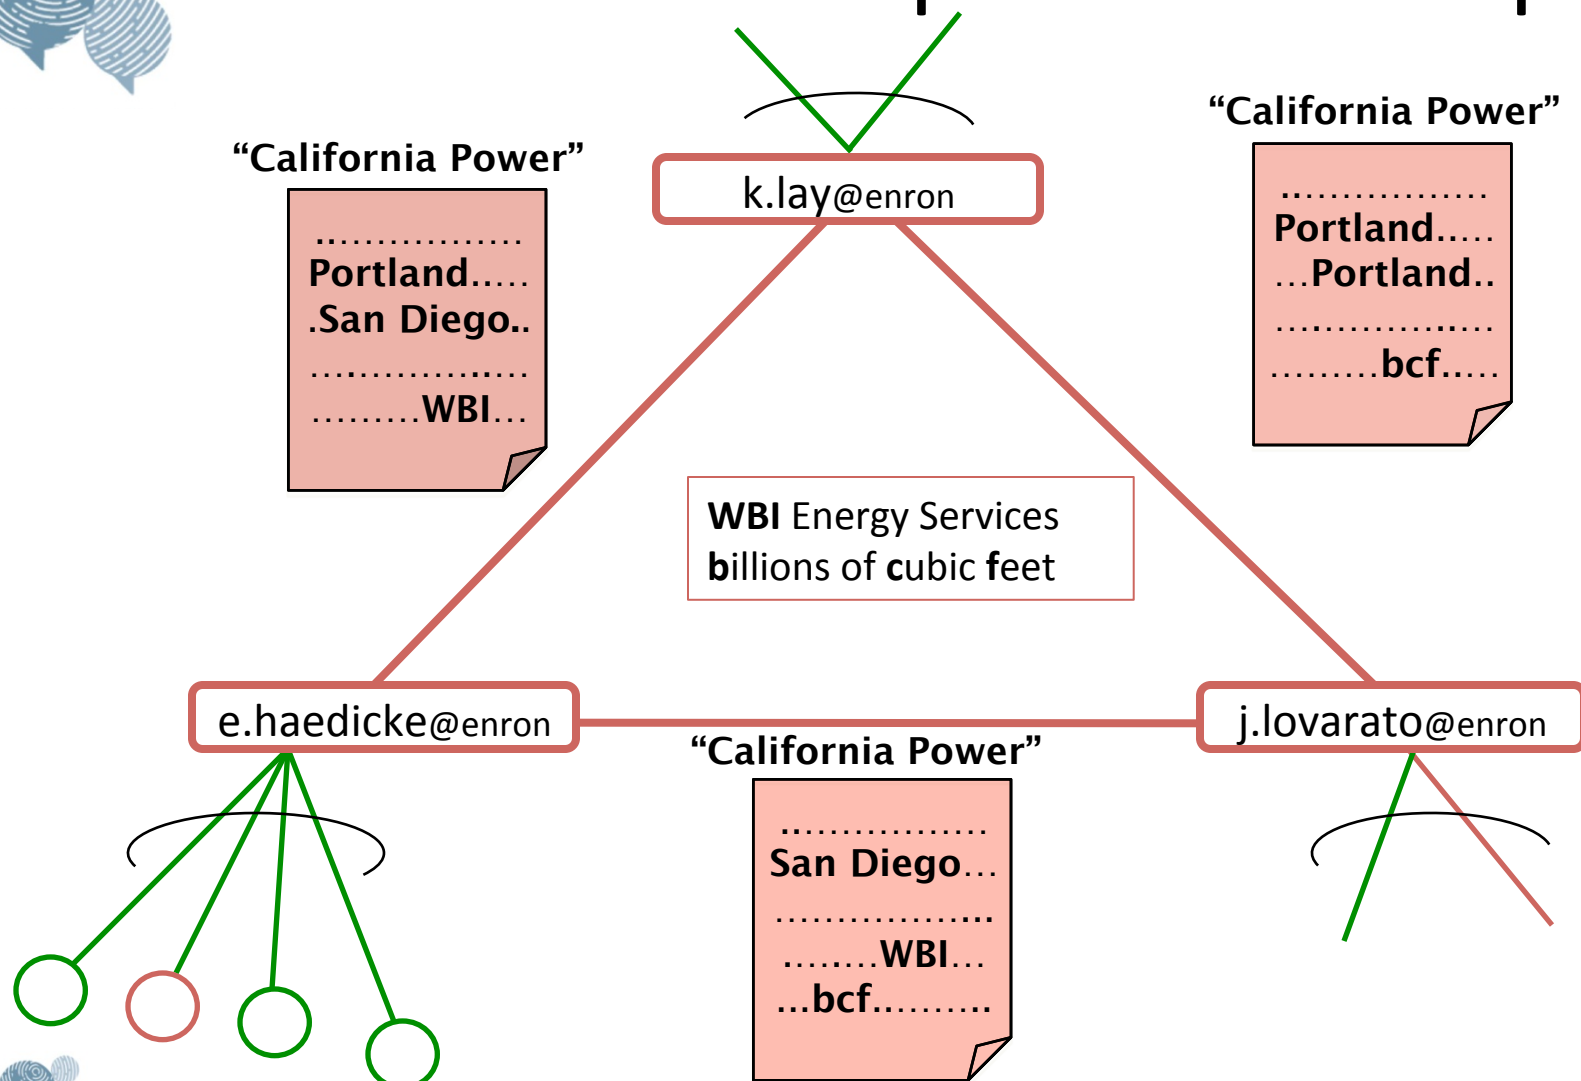 “California Power”
..……………
Portland…..
.San Diego..
….………..…
………WBI…
k.lay@enron
“California Power”
..……………
Portland…..
…Portland..
….………..…
………bcf..…
WBI Energy Services
billions of cubic feet
e.haedicke@enron
j.lovarato@enron
“California Power”
..……………
San Diego…
……………...
….….WBI…
...bcf..……..